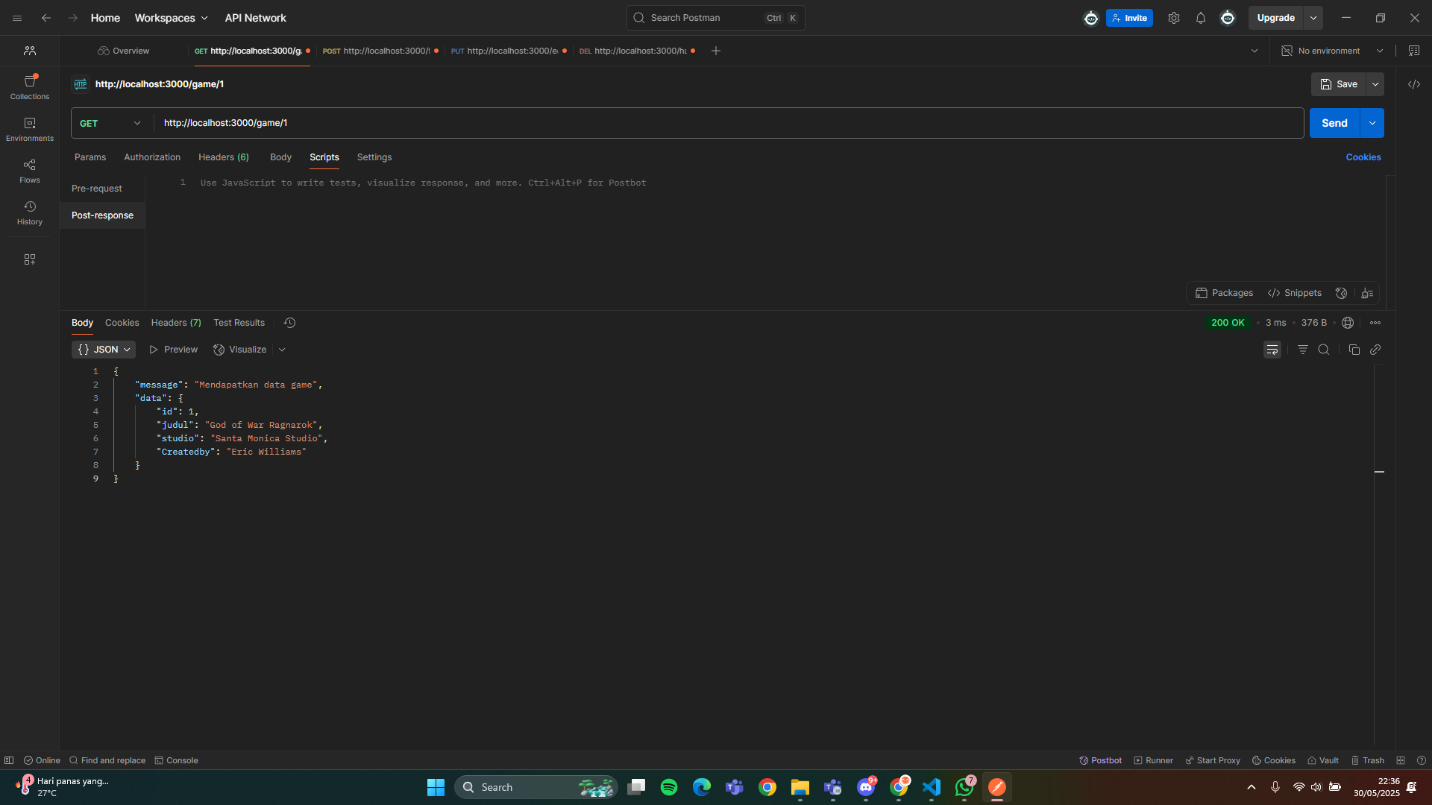 Home Workspaces API Network Search Postman Ctrl K Invite Upgrade
Overview GET http://localhost:3000/g. POST http://localhost:3000/ PUT http://localhost:3000/e DEL http://localhost:3000/h No environment
Collections
Environments
Flows
History
http://localhost:3000/game/1 Save
GET http://localhost:3000/game/1 Send
Params Authorization Headers (6) Body Scripts Settings Cookies
Pre-request
Post-response
1 Use JavaScript to write tests, visualize response, and more. Ctrl+Alt+P for Postbot
Packages Snippets
Body Cookies Headers (7) Test Results 200 OK • 3 ms • 376 B
{} JSON Preview Visualize
1 {
2 "message": "Mendapatkan data game",
3 "data": {
4 "id": 1,
5 "judul": "God of War Ragnarok",
6 "studio": "Santa Monica Studio",
7 "Createdby": "Eric Williams"
8 }
9 }
Online Find and replace Console Postbot Runner Start Proxy Cookies Vault Trash
4 Hari panas yang...
27°C
Search
9+
7
22:36
30/05/2025